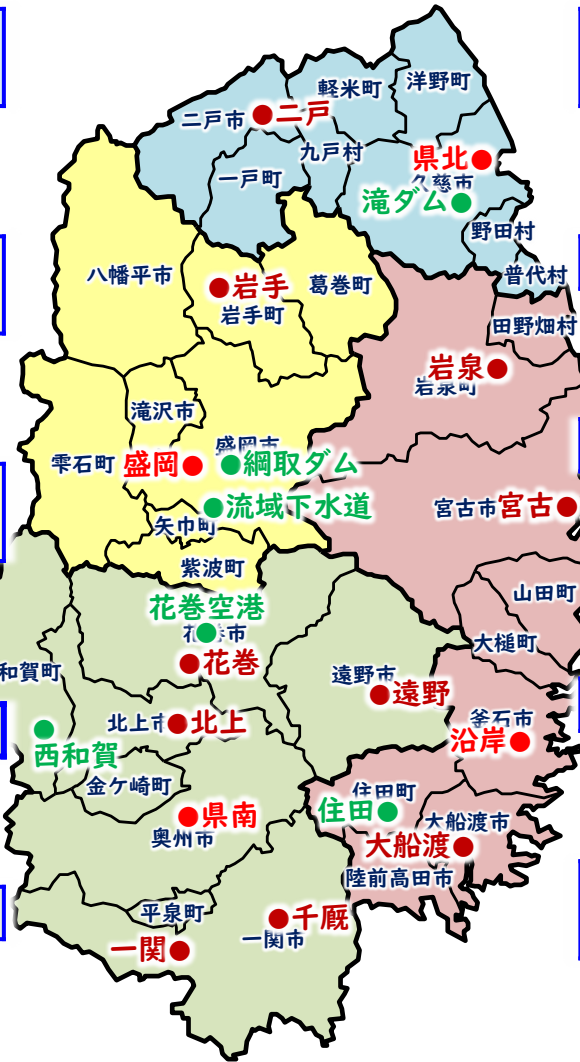 軽米町
洋野町
二戸市
二戸
九戸村
県北
一戸町
久慈市
滝ダム
野田村
八幡平市
普代村
岩手
葛巻町
岩手町
田野畑村
岩泉
岩泉町
滝沢市
盛岡市
雫石町
盛岡
綱取ダム
流域下水道
宮古市
宮古
矢巾町
紫波町
山田町
花巻空港
花巻市
大槌町
花巻
和賀町
遠野市
遠野
北上市
北上
釜石市
沿岸
西和賀
金ケ崎町
住田町
住田
県南
大船渡市
奥州市
大船渡
陸前高田市
平泉町
千厩
一関
一関市